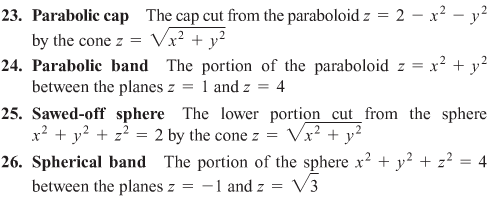 23. Parabolic cap The cap cut from the paraboloid z = 2 − x² − y²
by the cone z = √(x² + y²)
24. Parabolic band The portion of the paraboloid z = x² + y²
between the planes z = 1 and z = 4
25. Sawed-off sphere The lower portion cut from the sphere
x² + y² + z² = 2 by the cone z = √(x² + y²)
26. Spherical band The portion of the sphere x² + y² + z² = 4
between the planes z = −1 and z = √3